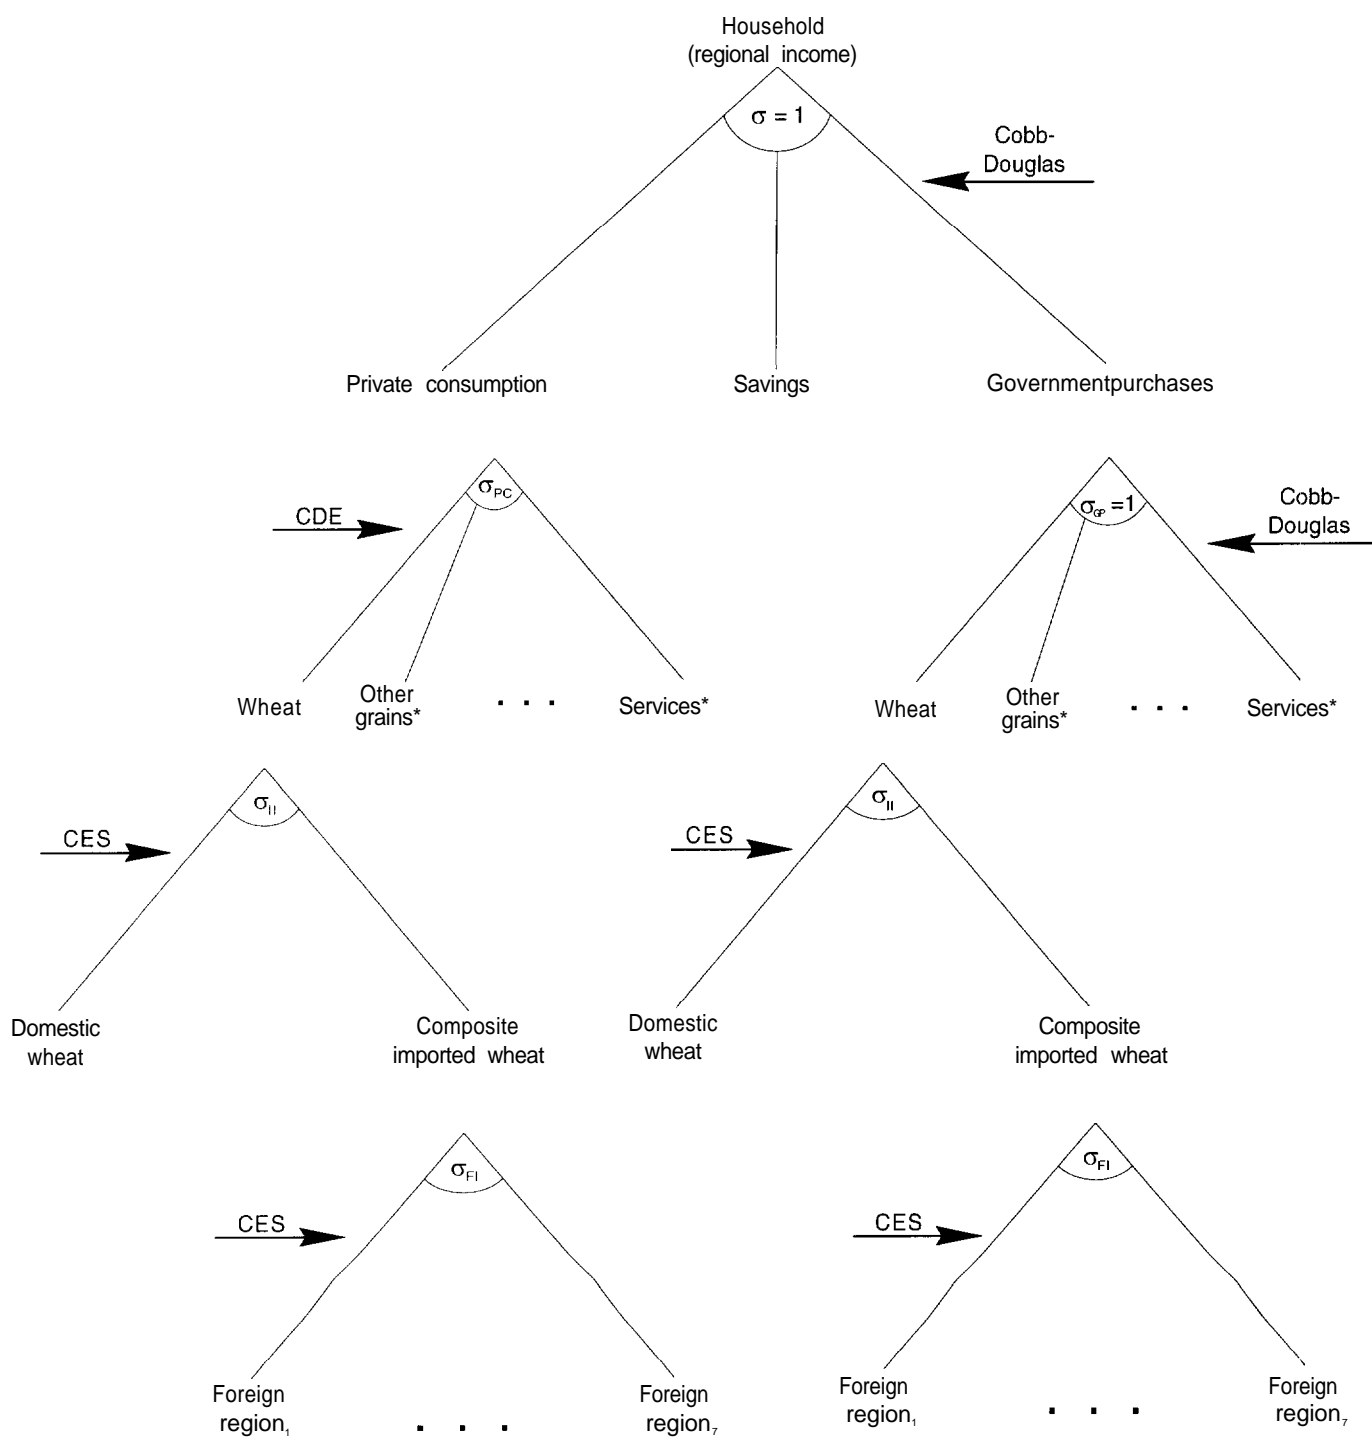 Household
(regional income)
σ = 1
Cobb-
Douglas
Private consumption
Savings
Governmentpurchases
σPC
CDE
σGP =1
Cobb-
Douglas
Wheat
Other
grains*
. . .
Services*
Wheat
Other
grains*
. . .
Services*
σII
CES
σII
CES
Domestic
wheat
Composite
imported wheat
Domestic
wheat
Composite
imported wheat
σFI
CES
σFI
CES
Foreign
region₁
. . .
Foreign
region₇
Foreign
region₁
. . .
Foreign
region₇